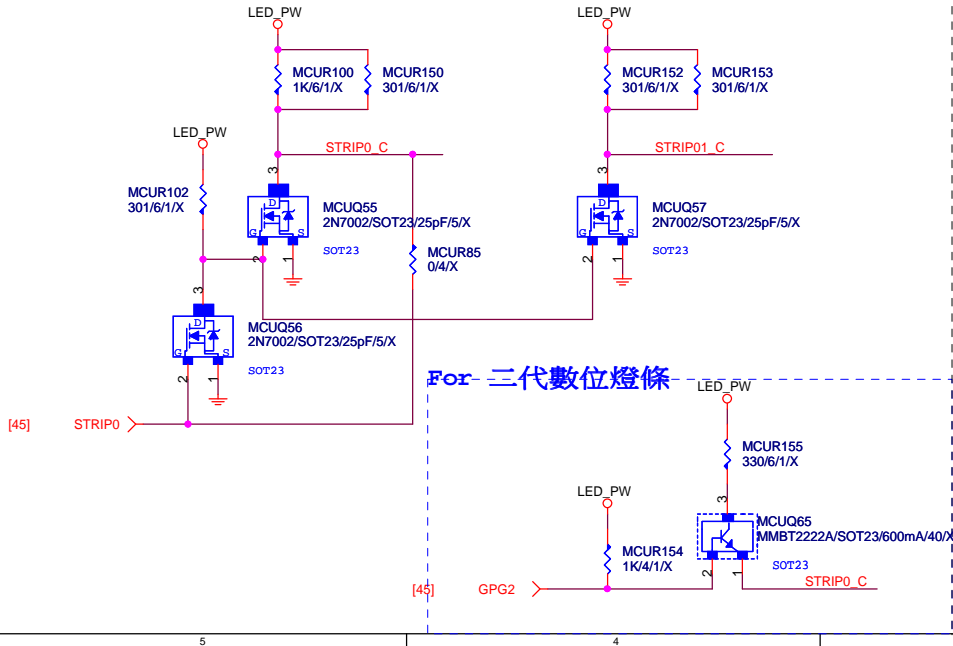 LED_PW
LED_PW
MCUR100
1K/6/1/X
MCUR150
301/6/1/X
MCUR152
301/6/1/X
MCUR153
301/6/1/X
LED_PW
STRIP0_C
STRIP01_C
3
3
MCUR102
301/6/1/X
D
G
S
MCUQ55
2N7002/SOT23/25pF/5/X
SOT23
D
G
S
MCUQ57
2N7002/SOT23/25pF/5/X
SOT23
2
1
MCUR85
0/4/X
2
1
3
D
G
S
MCUQ56
2N7002/SOT23/25pF/5/X
SOT23
2
1
For 二代數位燈條
LED_PW
[45]
STRIP0
MCUR155
330/6/1/X
LED_PW
3
MCUQ65
MMBT2222A/SOT23/600mA/40/X
SOT23
MCUR154
1K/4/1/X
2
1
[45]
GPG2
STRIP0_C
5
4